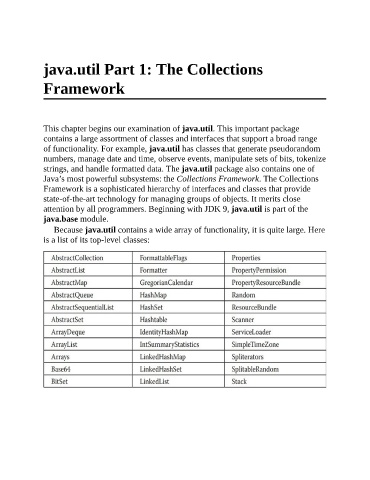 java.util Part 1: The Collections
Framework
This chapter begins our examination of java.util. This important package
contains a large assortment of classes and interfaces that support a broad range
of functionality. For example, java.util has classes that generate pseudorandom
numbers, manage date and time, observe events, manipulate sets of bits, tokenize
strings, and handle formatted data. The java.util package also contains one of
Java’s most powerful subsystems: the Collections Framework. The Collections
Framework is a sophisticated hierarchy of interfaces and classes that provide
state-of-the-art technology for managing groups of objects. It merits close
attention by all programmers. Beginning with JDK 9, java.util is part of the
java.base module.
Because java.util contains a wide array of functionality, it is quite large. Here
is a list of its top-level classes:
AbstractCollection FormattableFlags Properties
AbstractList Formatter PropertyPermission
AbstractMap GregorianCalendar PropertyResourceBundle
AbstractQueue HashMap Random
AbstractSequentialList HashSet ResourceBundle
AbstractSet Hashtable Scanner
ArrayDeque IdentityHashMap ServiceLoader
ArrayList IntSummaryStatistics SimpleTimeZone
Arrays LinkedHashMap Spliterators
Base64 LinkedHashSet SplitableRandom
BitSet LinkedList Stack